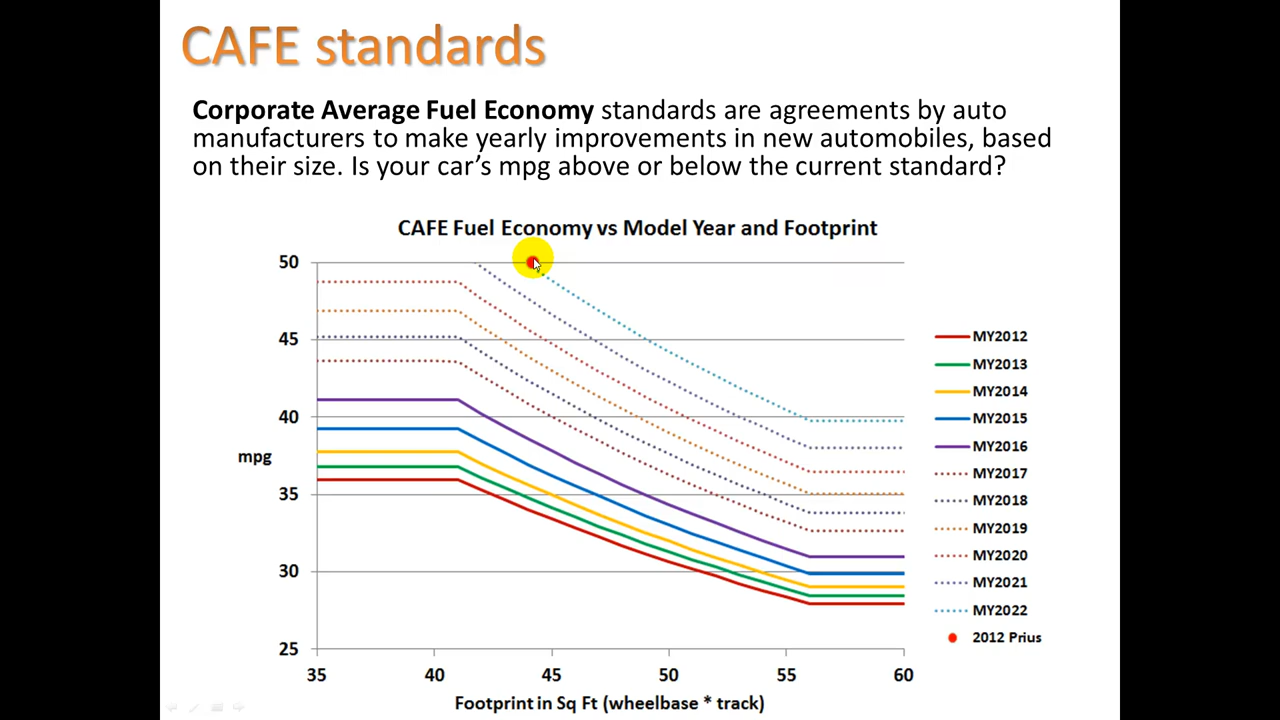 CAFE standards
Corporate Average Fuel Economy standards are agreements by auto
manufacturers to make yearly improvements in new automobiles, based
on their size. Is your car’s mpg above or below the current standard?
CAFE Fuel Economy vs Model Year and Footprint
50
45
40
mpg
35
30
25
35 40 45 50 55 60
Footprint in Sq Ft (wheelbase * track)
MY2012
MY2013
MY2014
MY2015
MY2016
MY2017
MY2018
MY2019
MY2020
MY2021
MY2022
2012 Prius